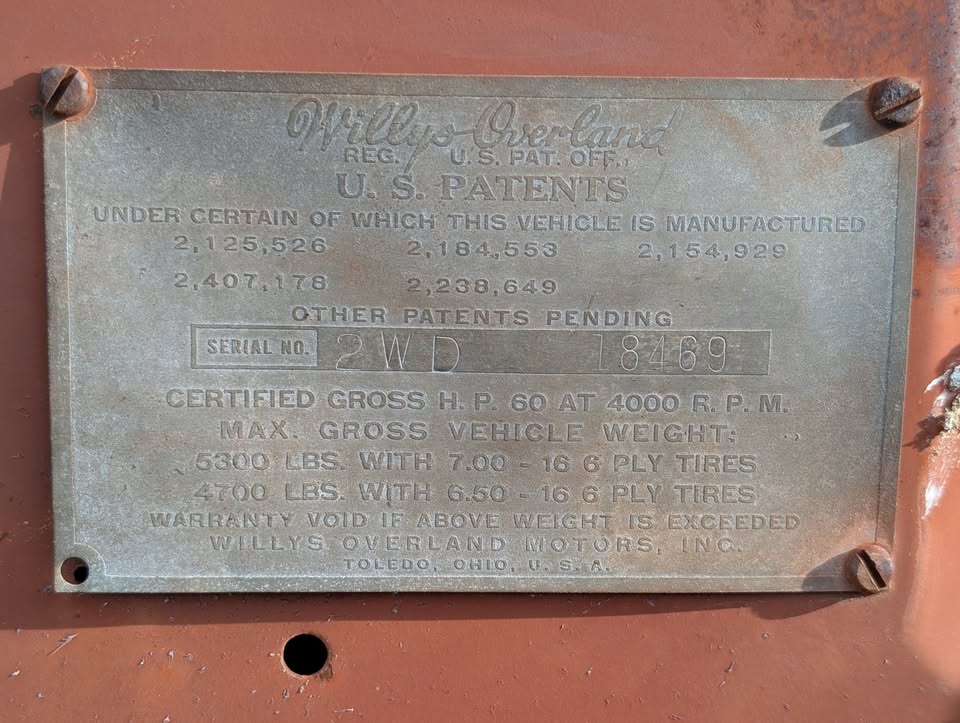 Willys-Overland
REG. U. S. PAT. OFF.
U. S. PATENTS
UNDER CERTAIN OF WHICH THIS VEHICLE IS MANUFACTURED
2,125,526 2,184,553 2,154,929
2,407,178 2,238,649
OTHER PATENTS PENDING
SERIAL NO. 2WD 18469
CERTIFIED GROSS H. P. 60 AT 4000 R. P. M.
MAX. GROSS VEHICLE WEIGHT:
5300 LBS. WITH 7.00 - 16 6 PLY TIRES
4700 LBS. WITH 6.50 - 16 6 PLY TIRES
WARRANTY VOID IF ABOVE WEIGHT IS EXCEEDED
WILLYS OVERLAND MOTORS, INC.
TOLEDO, OHIO, U. S. A.